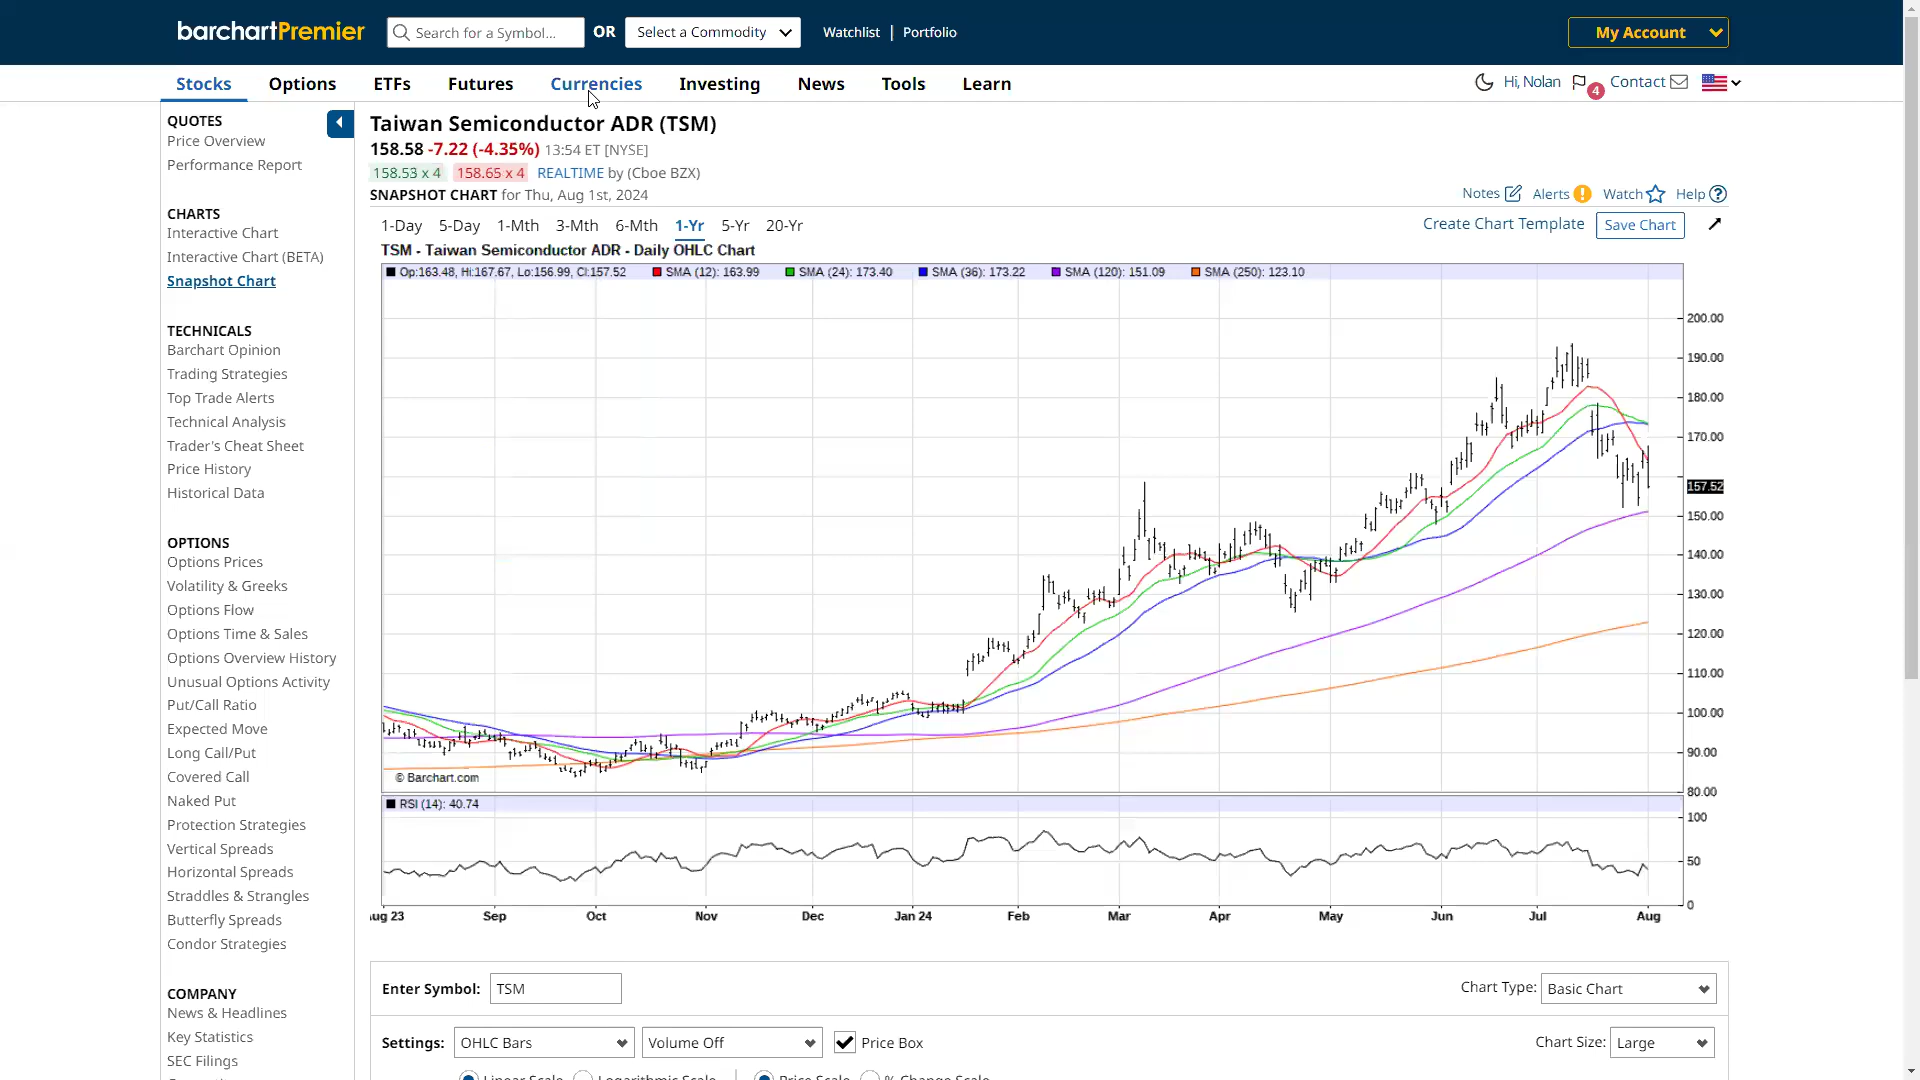 barchartPremier Search for a Symbol... OR Select a Commodity Watchlist | Portfolio My Account
Stocks Options ETFs Futures Currencies Investing News Tools Learn Hi, Nolan 4 Contact
QUOTES
Price Overview
Performance Report
CHARTS
Interactive Chart
Interactive Chart (BETA)
Snapshot Chart
TECHNICALS
Barchart Opinion
Trading Strategies
Top Trade Alerts
Technical Analysis
Trader's Cheat Sheet
Price History
Historical Data
OPTIONS
Options Prices
Volatility & Greeks
Options Flow
Options Time & Sales
Options Overview History
Unusual Options Activity
Put/Call Ratio
Expected Move
Long Call/Put
Covered Call
Naked Put
Protection Strategies
Vertical Spreads
Horizontal Spreads
Straddles & Strangles
Butterfly Spreads
Condor Strategies
COMPANY
News & Headlines
Key Statistics
SEC Filings
Taiwan Semiconductor ADR (TSM)
158.58 -7.22 (-4.35%) 13:54 ET [NYSE]
158.53 x 4 158.65 x 4 REALTIME by (Cboe BZX)
SNAPSHOT CHART for Thu, Aug 1st, 2024 Notes Alerts Watch Help
1-Day 5-Day 1-Mth 3-Mth 6-Mth 1-Yr 5-Yr 20-Yr Create Chart Template Save Chart
TSM - Taiwan Semiconductor ADR - Daily OHLC Chart
Op:163.48, Hi:167.67, Lo:156.99, Cl:157.52 SMA (12): 163.99 SMA (24): 173.40 SMA (36): 173.22 SMA (120): 151.09 SMA (250): 123.10
200.00
190.00
180.00
170.00
157.52
150.00
140.00
130.00
120.00
110.00
100.00
90.00
80.00
© Barchart.com
RSI (14): 40.74
100
50
0
ug 23 Sep Oct Nov Dec Jan 24 Feb Mar Apr May Jun Jul Aug
Enter Symbol: TSM Chart Type: Basic Chart
Settings: OHLC Bars Volume Off Price Box Chart Size: Large
Linear Scale Logarithmic Scale | Price Scale % Change Scale